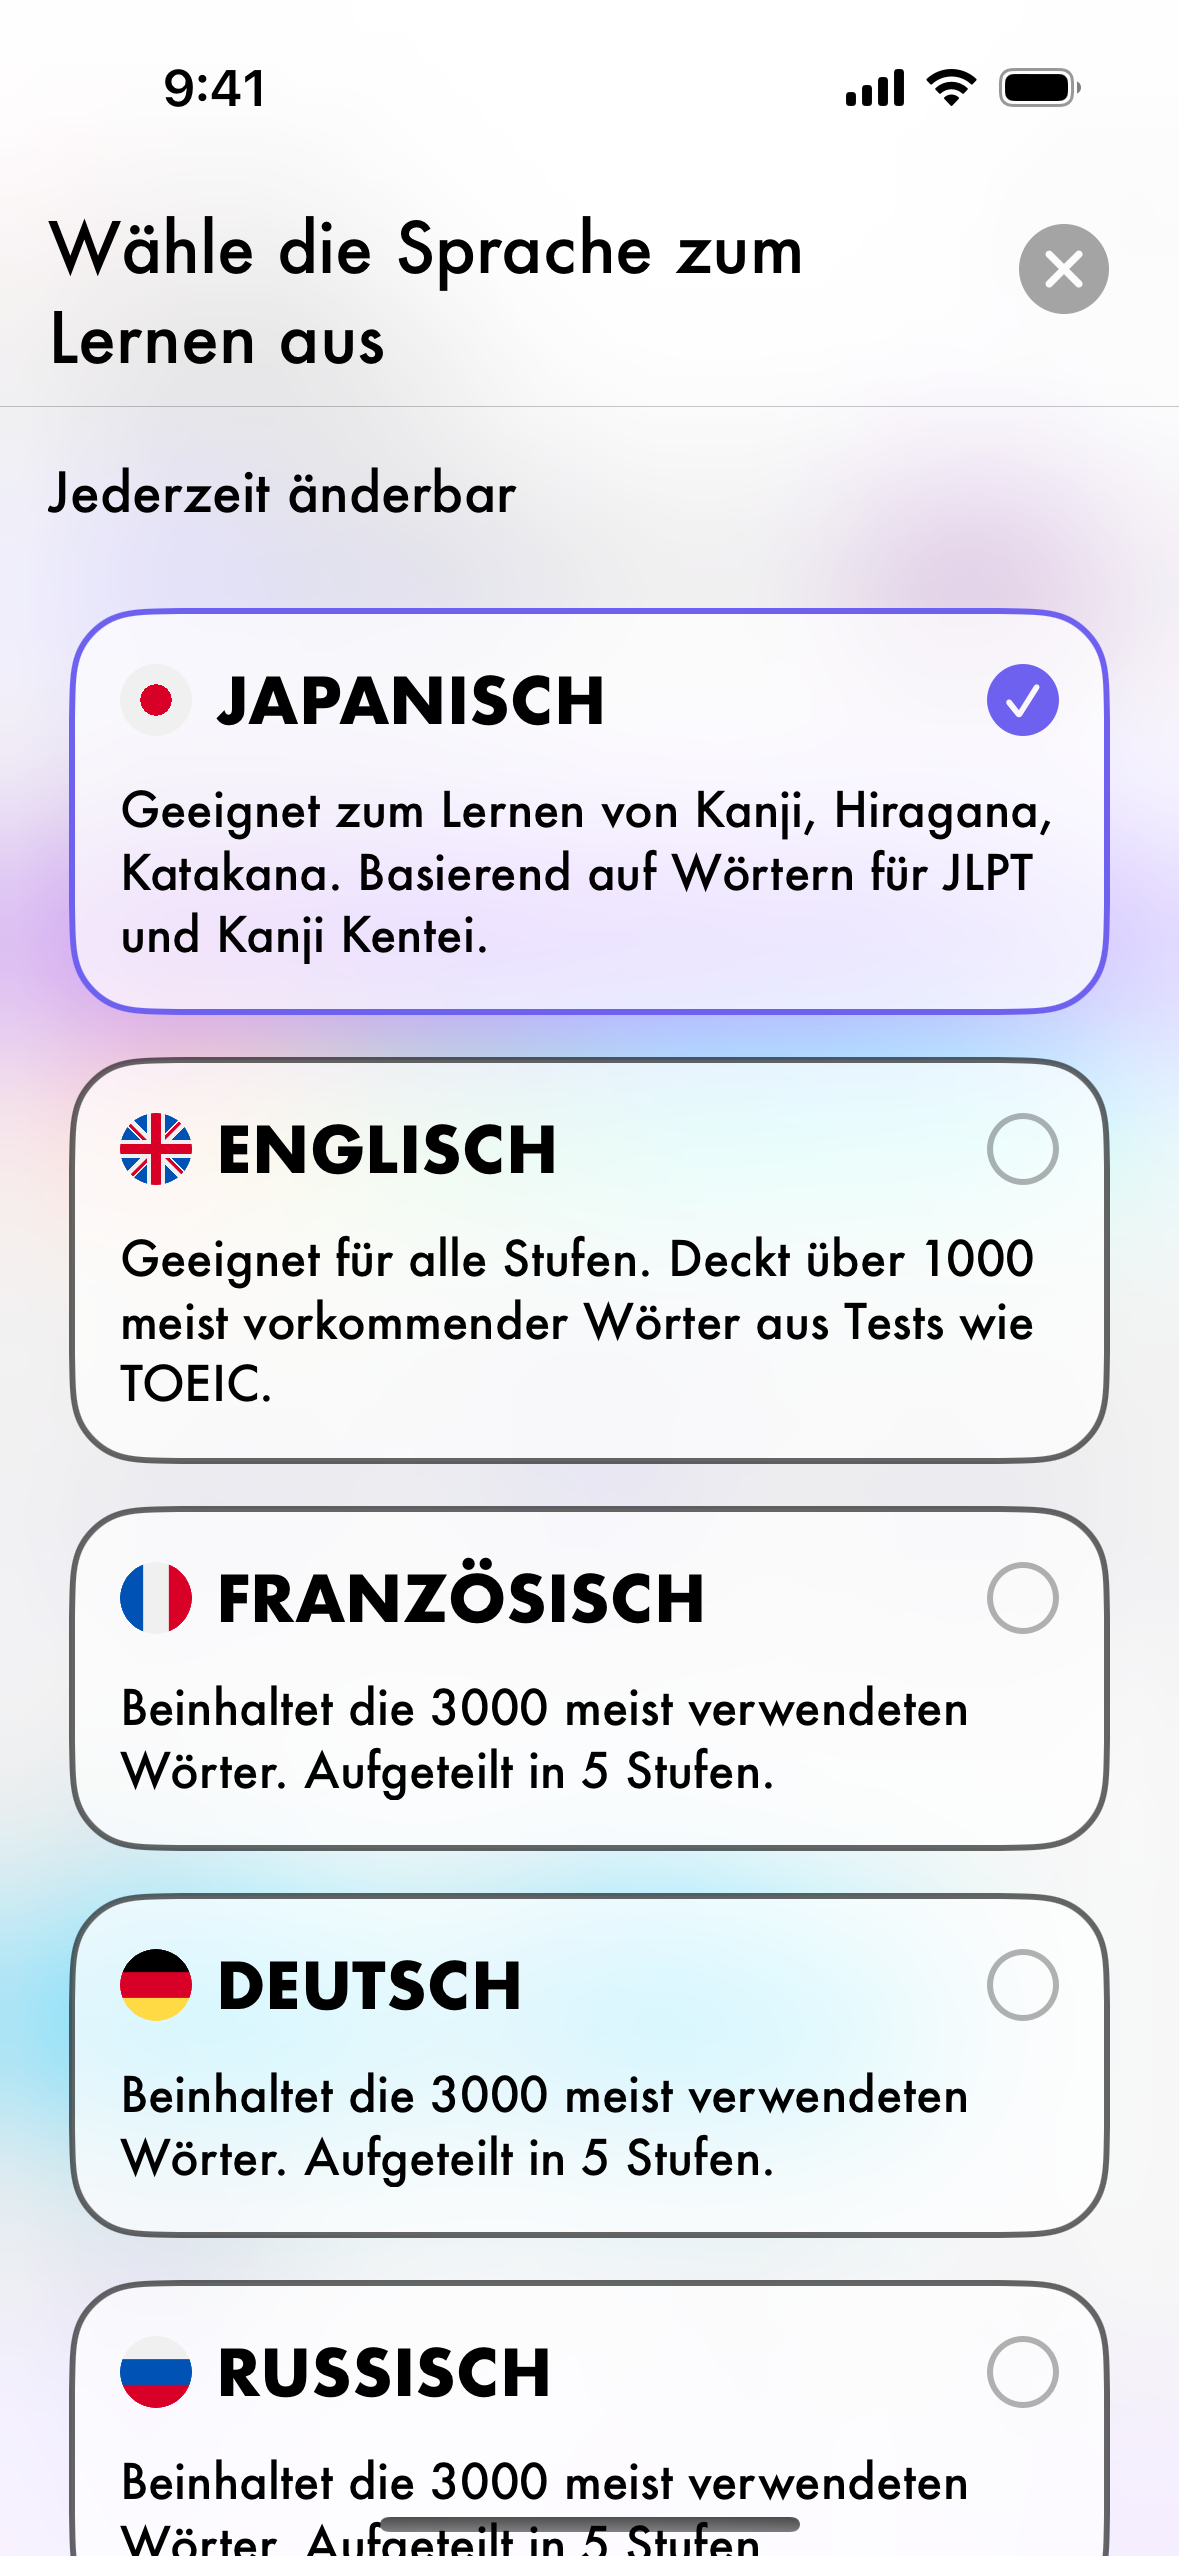 9:41
Wähle die Sprache zum
Lernen aus
Jederzeit änderbar
JAPANISCH
Geeignet zum Lernen von Kanji, Hiragana,
Katakana. Basierend auf Wörtern für JLPT
und Kanji Kentei.
ENGLISCH
Geeignet für alle Stufen. Deckt über 1000
meist vorkommender Wörter aus Tests wie
TOEIC.
FRANZÖSISCH
Beinhaltet die 3000 meist verwendeten
Wörter. Aufgeteilt in 5 Stufen.
DEUTSCH
Beinhaltet die 3000 meist verwendeten
Wörter. Aufgeteilt in 5 Stufen.
RUSSISCH
Beinhaltet die 3000 meist verwendeten
Wörter. Aufgeteilt in 5 Stufen